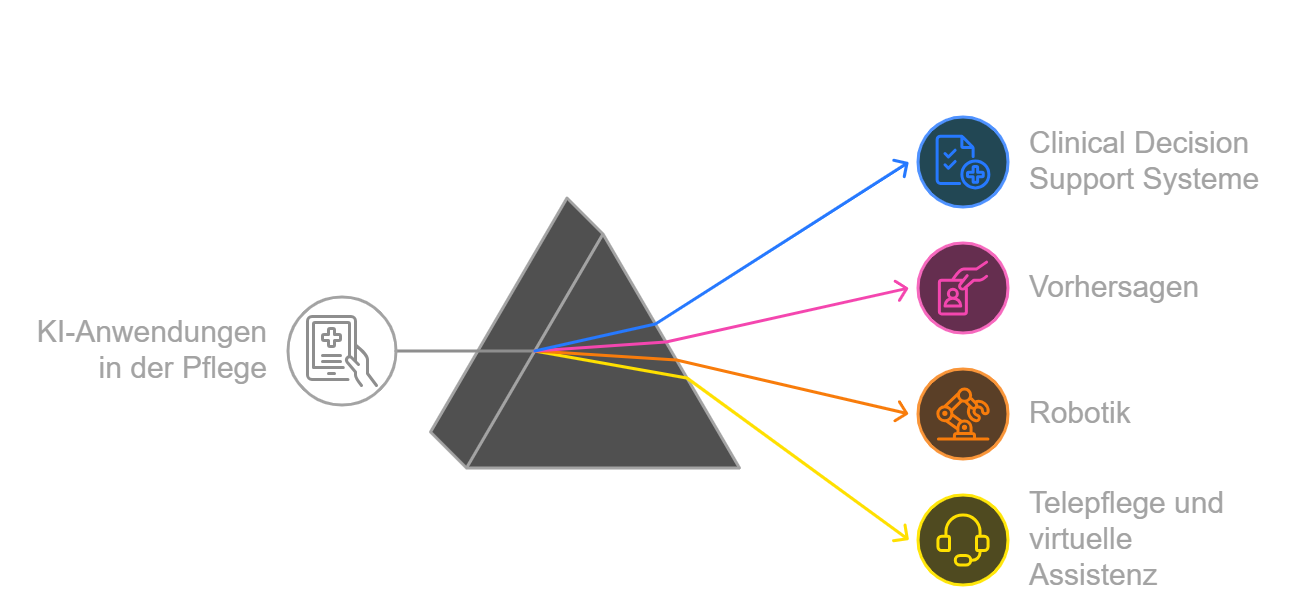 KI-Anwendungen
in der Pflege
Clinical Decision
Support Systeme
Vorhersagen
Robotik
Telepflege und
virtuelle
Assistenz